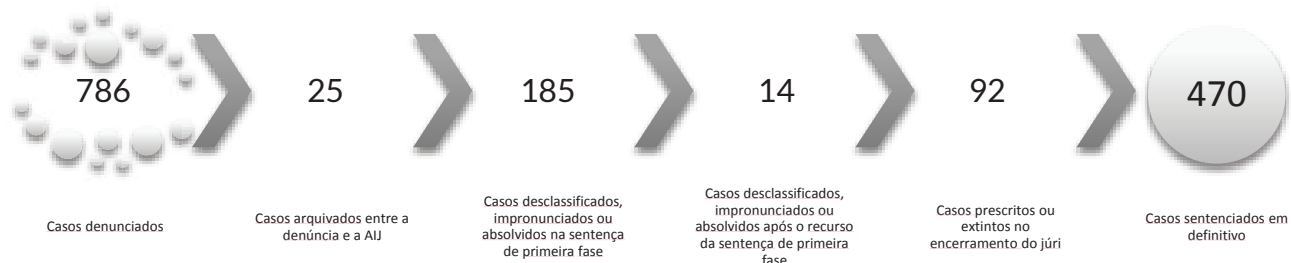 786
25
185
14
92
470
Casos denunciados
Casos arquivados entre a
denúncia e a AIJ
Casos desclassificados,
impronunciados ou
absolvidos na sentença
de primeira fase
Casos desclassificados,
impronunciados ou
absolvidos após o recurso
da sentença de primeira
fase
Casos prescritos ou
extintos no
encerramento do júri
Casos sentenciados em
definitivo